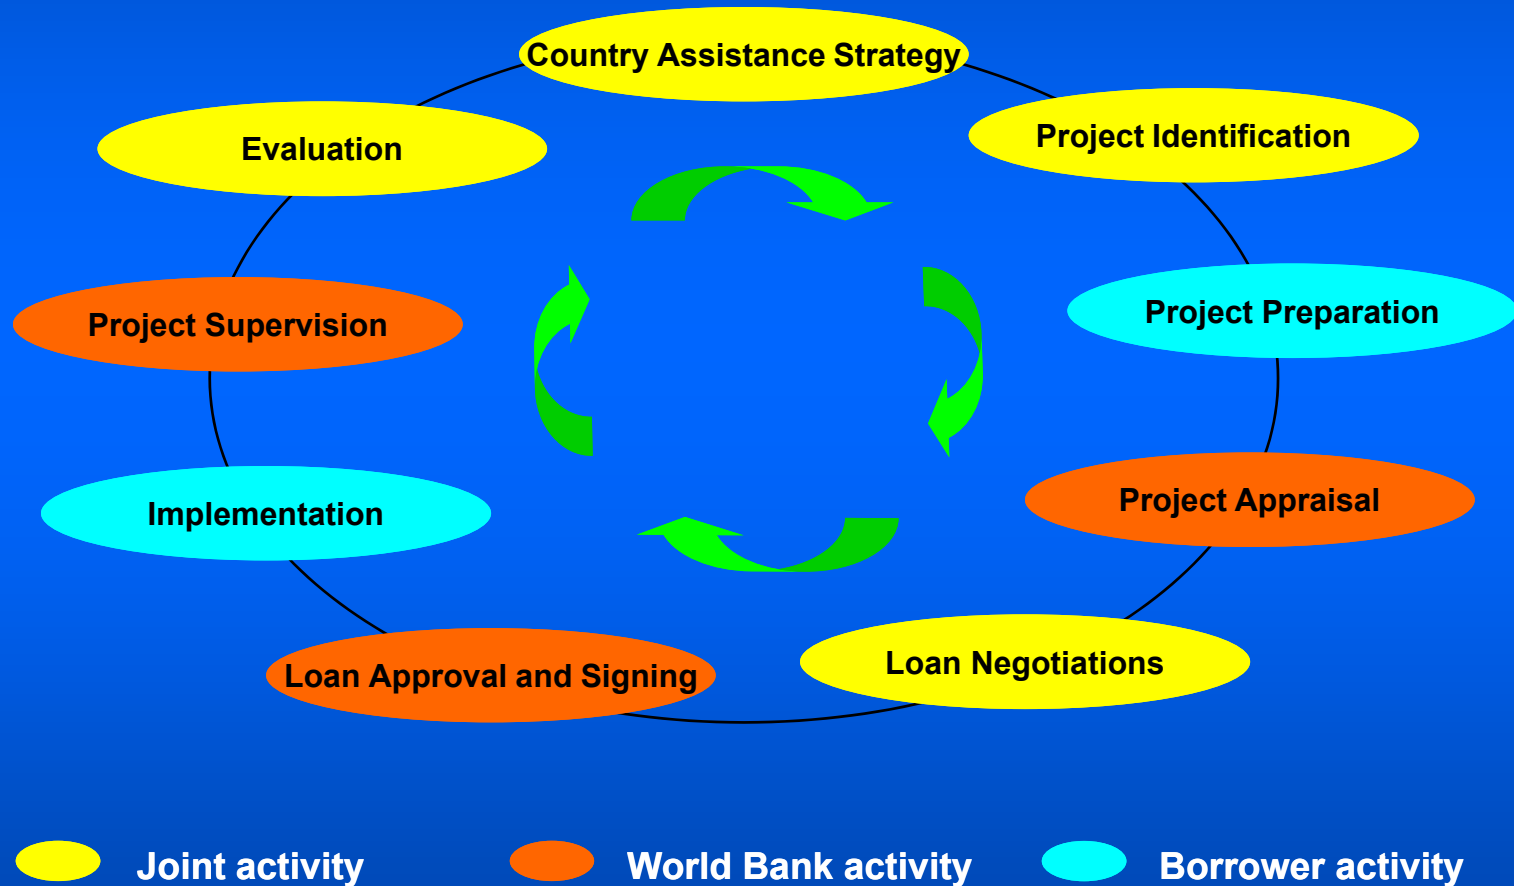 Country Assistance Strategy
Project Identification
Evaluation
Project Preparation
Project Supervision
Project Appraisal
Implementation
Loan Negotiations
Loan Approval and Signing
Joint activity
World Bank activity
Borrower activity